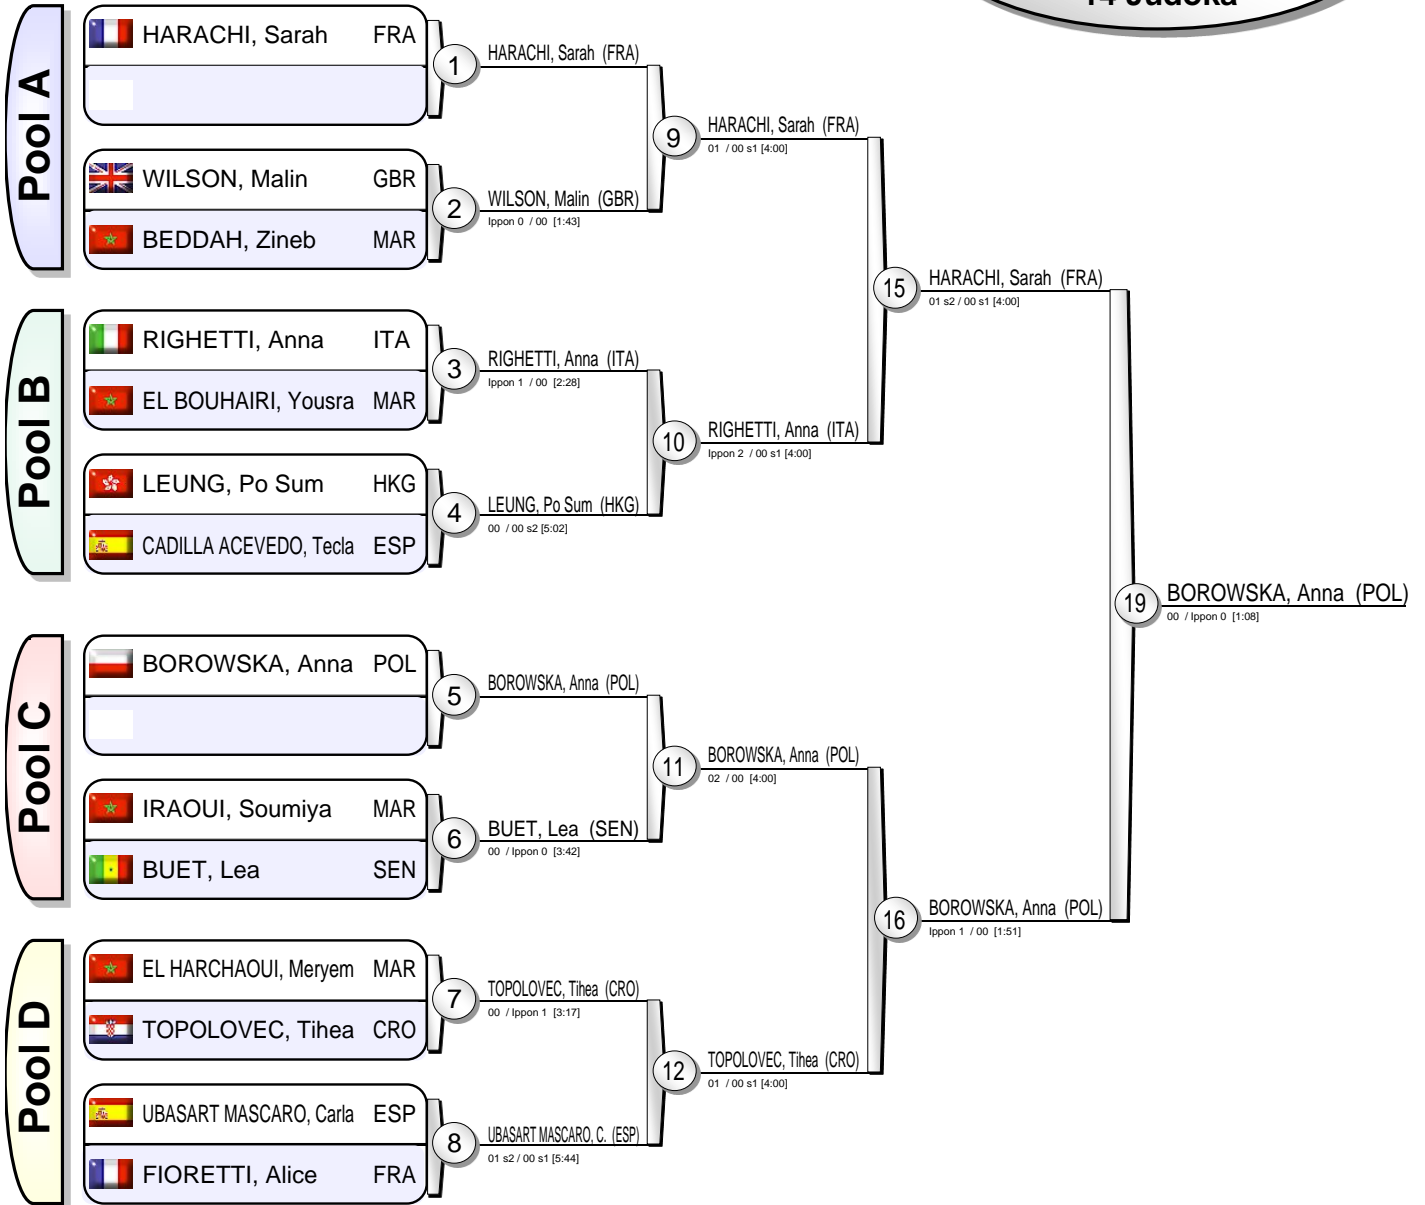 14 Judoka
Pool A
HARACHI, Sarah FRA
1
HARACHI, Sarah (FRA)
WILSON, Malin GBR
BEDDAH, Zineb MAR
2
WILSON, Malin (GBR)
Ippon 0 / 00 [1:43]
9
HARACHI, Sarah (FRA)
01 / 00 s1 [4:00]
Pool B
RIGHETTI, Anna ITA
EL BOUHAIRI, Yousra MAR
3
RIGHETTI, Anna (ITA)
Ippon 1 / 00 [2:28]
LEUNG, Po Sum HKG
CADILLA ACEVEDO, Tecla ESP
4
LEUNG, Po Sum (HKG)
00 / 00 s2 [5:02]
10
RIGHETTI, Anna (ITA)
Ippon 2 / 00 s1 [4:00]
15
HARACHI, Sarah (FRA)
01 s2 / 00 s1 [4:00]
Pool C
BOROWSKA, Anna POL
5
BOROWSKA, Anna (POL)
IRAOUI, Soumiya MAR
BUET, Lea SEN
6
BUET, Lea (SEN)
00 / Ippon 0 [3:42]
11
BOROWSKA, Anna (POL)
02 / 00 [4:00]
Pool D
EL HARCHAOUI, Meryem MAR
TOPOLOVEC, Tihea CRO
7
TOPOLOVEC, Tihea (CRO)
00 / Ippon 1 [3:17]
UBASART MASCARO, Carla ESP
FIORETTI, Alice FRA
8
UBASART MASCARO, C. (ESP)
01 s2 / 00 s1 [5:44]
12
TOPOLOVEC, Tihea (CRO)
01 / 00 s1 [4:00]
16
BOROWSKA, Anna (POL)
Ippon 1 / 00 [1:51]
19
BOROWSKA, Anna (POL)
00 / Ippon 0 [1:08]